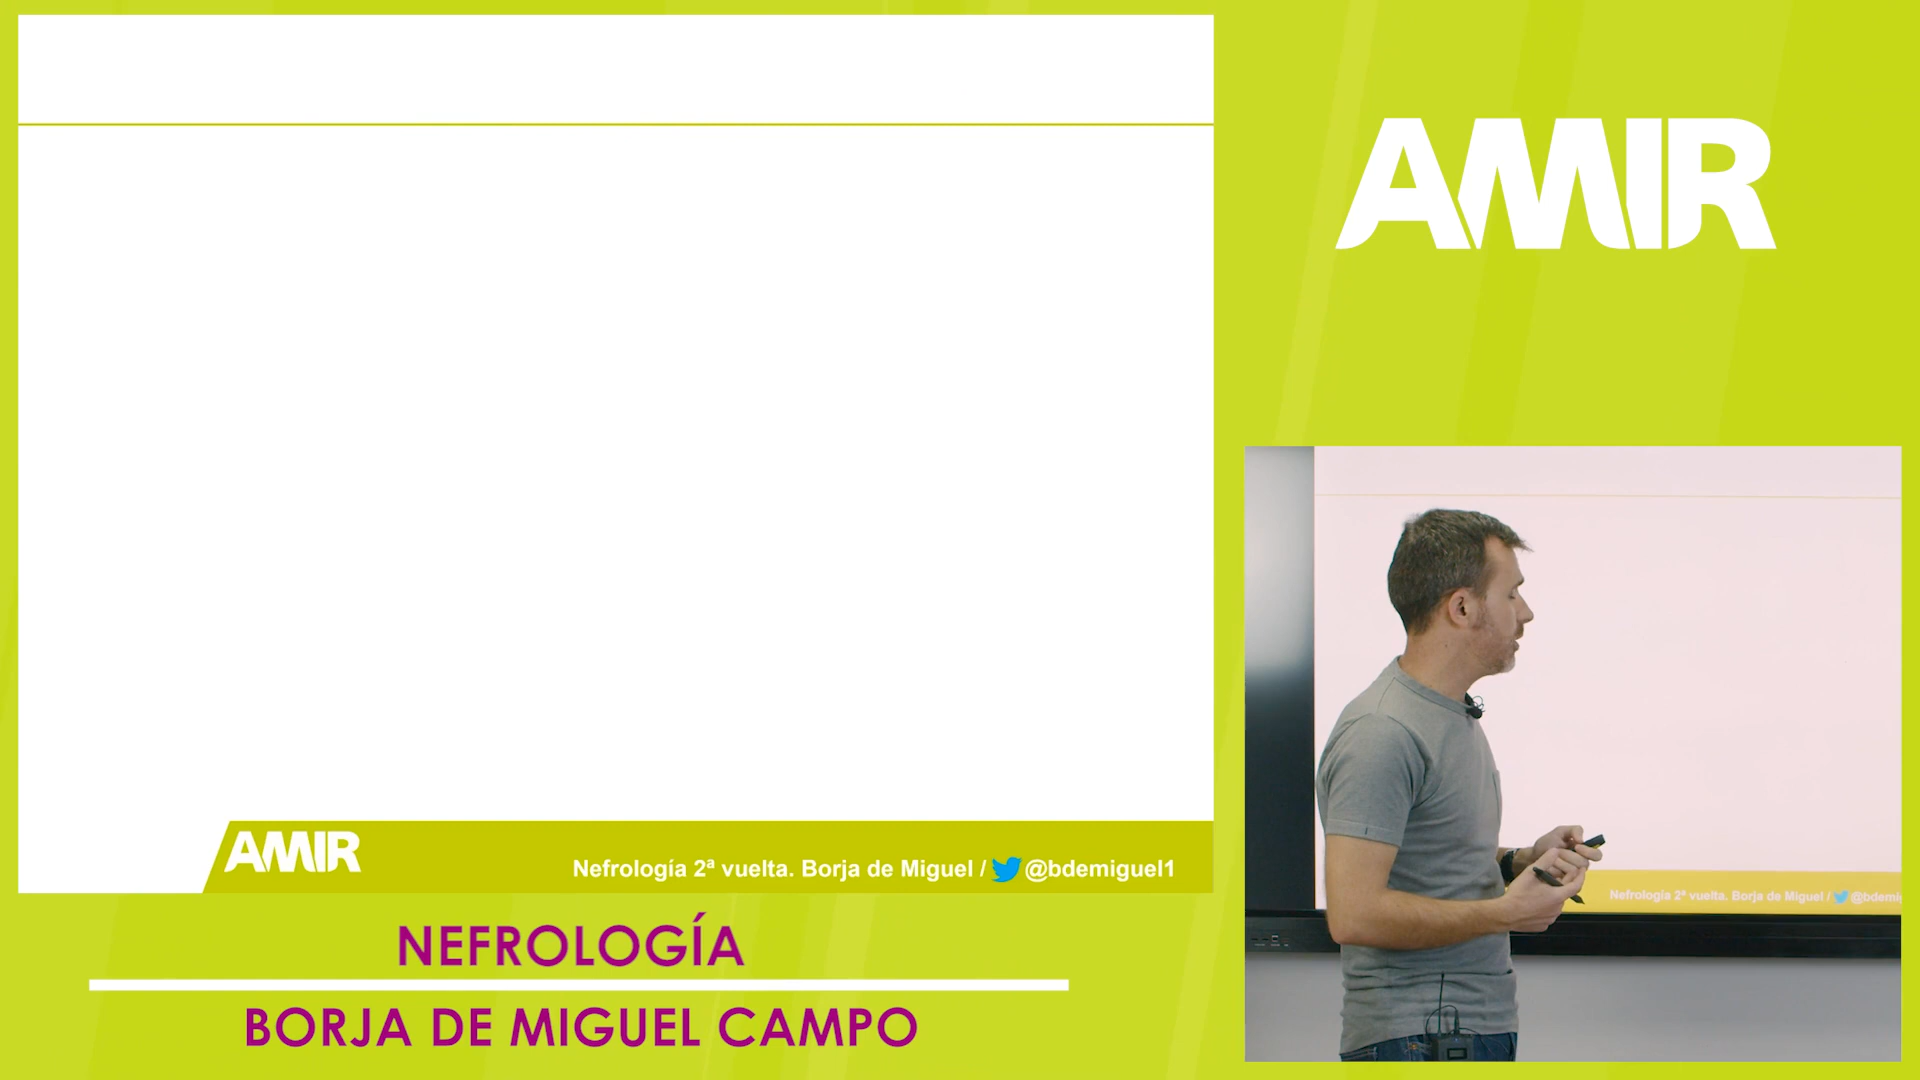 AMIR
AMIR
Nefrología 2ª vuelta. Borja de Miguel / @bdemiguel1
NEFROLOGÍA
BORJA DE MIGUEL CAMPO
Nefrología 2ª vuelta. Borja de Miguel / @bdemig